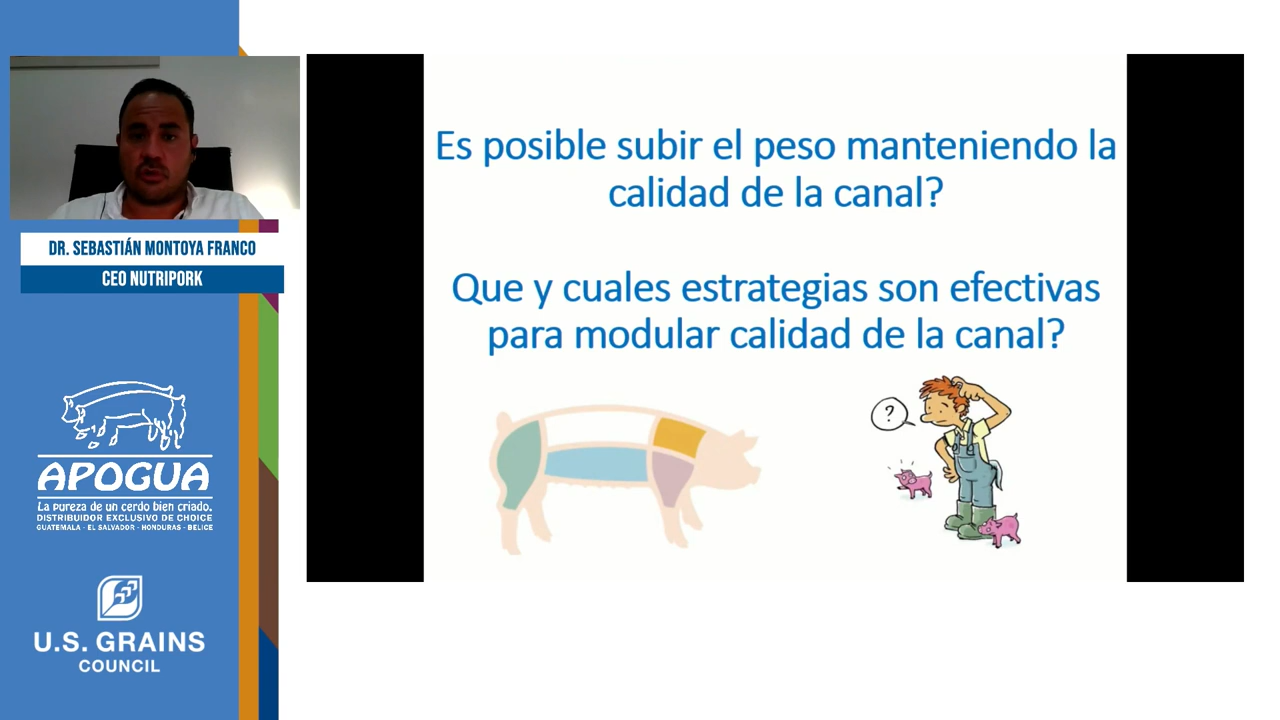 DR. SEBASTIÁN MONTOYA FRANCO
CEO NUTRIPORK
APOGUA
La pureza de un cerdo bien criado.
DISTRIBUIDOR EXCLUSIVO DE CHOICE
GUATEMALA - EL SALVADOR - HONDURAS - BELICE
U.S. GRAINS
COUNCIL
Es posible subir el peso manteniendo la
calidad de la canal?
Que y cuales estrategias son efectivas
para modular calidad de la canal?
?